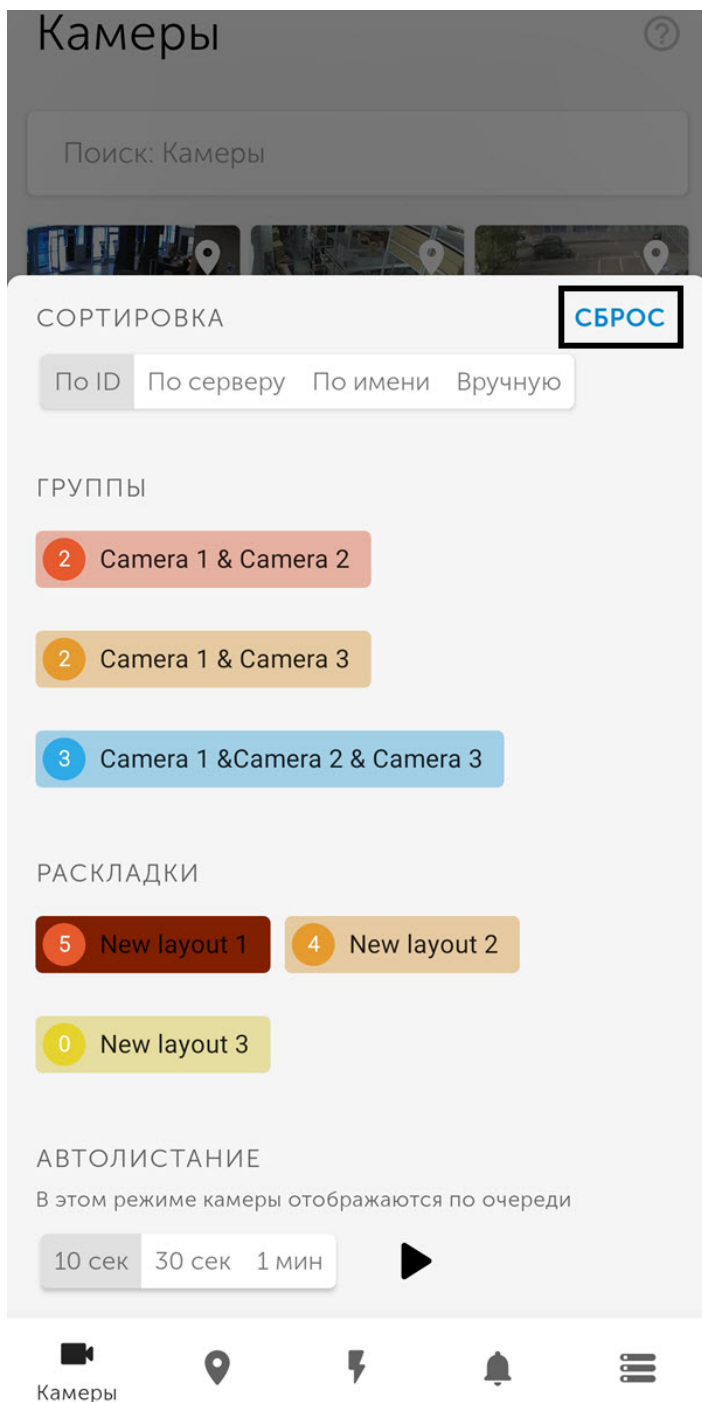 Камеры
Поиск: Камеры
СОРТИРОВКА
СБРОС
По ID По серверу По имени Вручную
ГРУППЫ
2 Camera 1 & Camera 2
2 Camera 1 & Camera 3
3 Camera 1 &Camera 2 & Camera 3
РАСКЛАДКИ
5 New layout 1
4 New layout 2
0 New layout 3
АВТОЛИСТАНИЕ
В этом режиме камеры отображаются по очереди
10 сек 30 сек 1 мин
Камеры